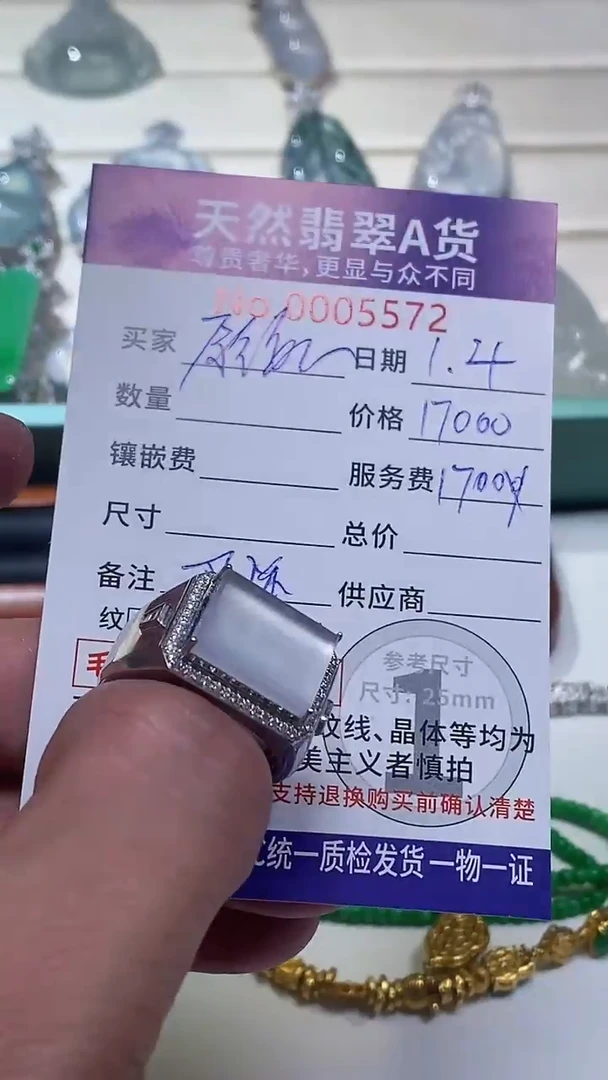 天然翡翠A货
尊贵奢华,更显与众不同
No.0005572
买家 日期 1.4
数量 价格 17000
镶嵌费 服务费 1700
尺寸 总价
备注 供应商
纹
毛
参考尺寸
尺寸:25mm
1
纹线、晶体等均为
美主义者慎拍
支持退换购买前确认清楚
统一质检发货 一物一证